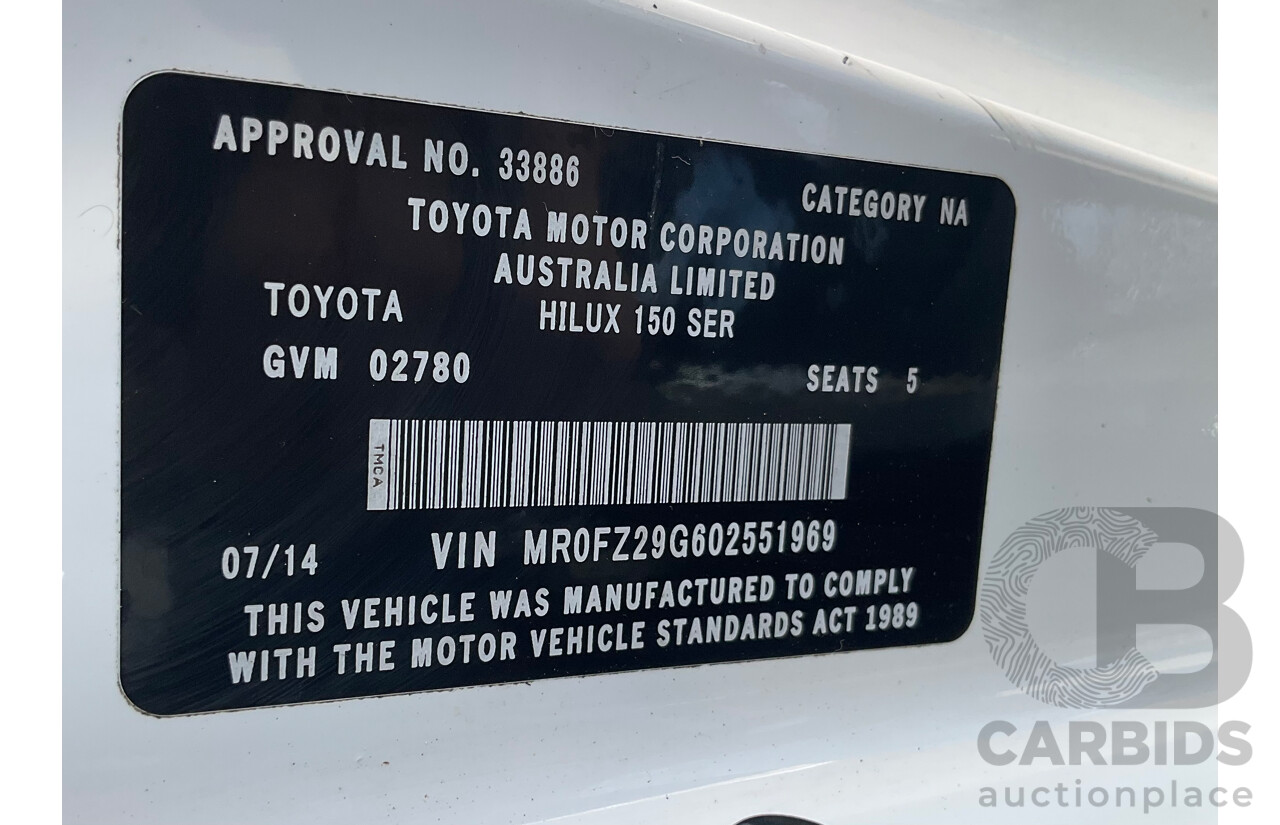 APPROVAL NO. 33886
CATEGORY NA
TOYOTA MOTOR CORPORATION
AUSTRALIA LIMITED
TOYOTA HILUX 150 SER
GVM 02780 SEATS 5
TMCA
07/14 VIN MR0FZ29G602551969
THIS VEHICLE WAS MANUFACTURED TO COMPLY
WITH THE MOTOR VEHICLE STANDARDS ACT 1989
CB
CARBIDS
auctionplace